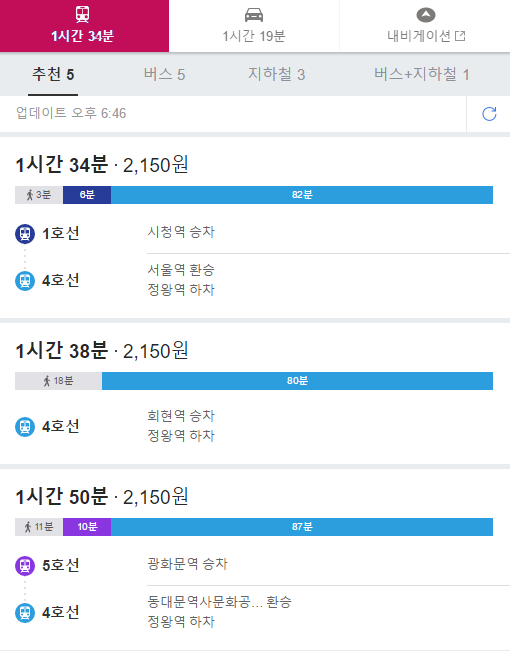 1시간 34분
1시간 19분
내비게이션
추천 5
버스 5
지하철 3
버스+지하철 1
업데이트 오후 6:46
1시간 34분 · 2,150원
3분
6분
82분
1호선
시청역 승차
4호선
서울역 환승
정왕역 하차
1시간 38분 · 2,150원
18분
80분
4호선
회현역 승차
정왕역 하차
1시간 50분 · 2,150원
11분
10분
87분
5호선
광화문역 승차
4호선
동대문역사문화공... 환승
정왕역 하차